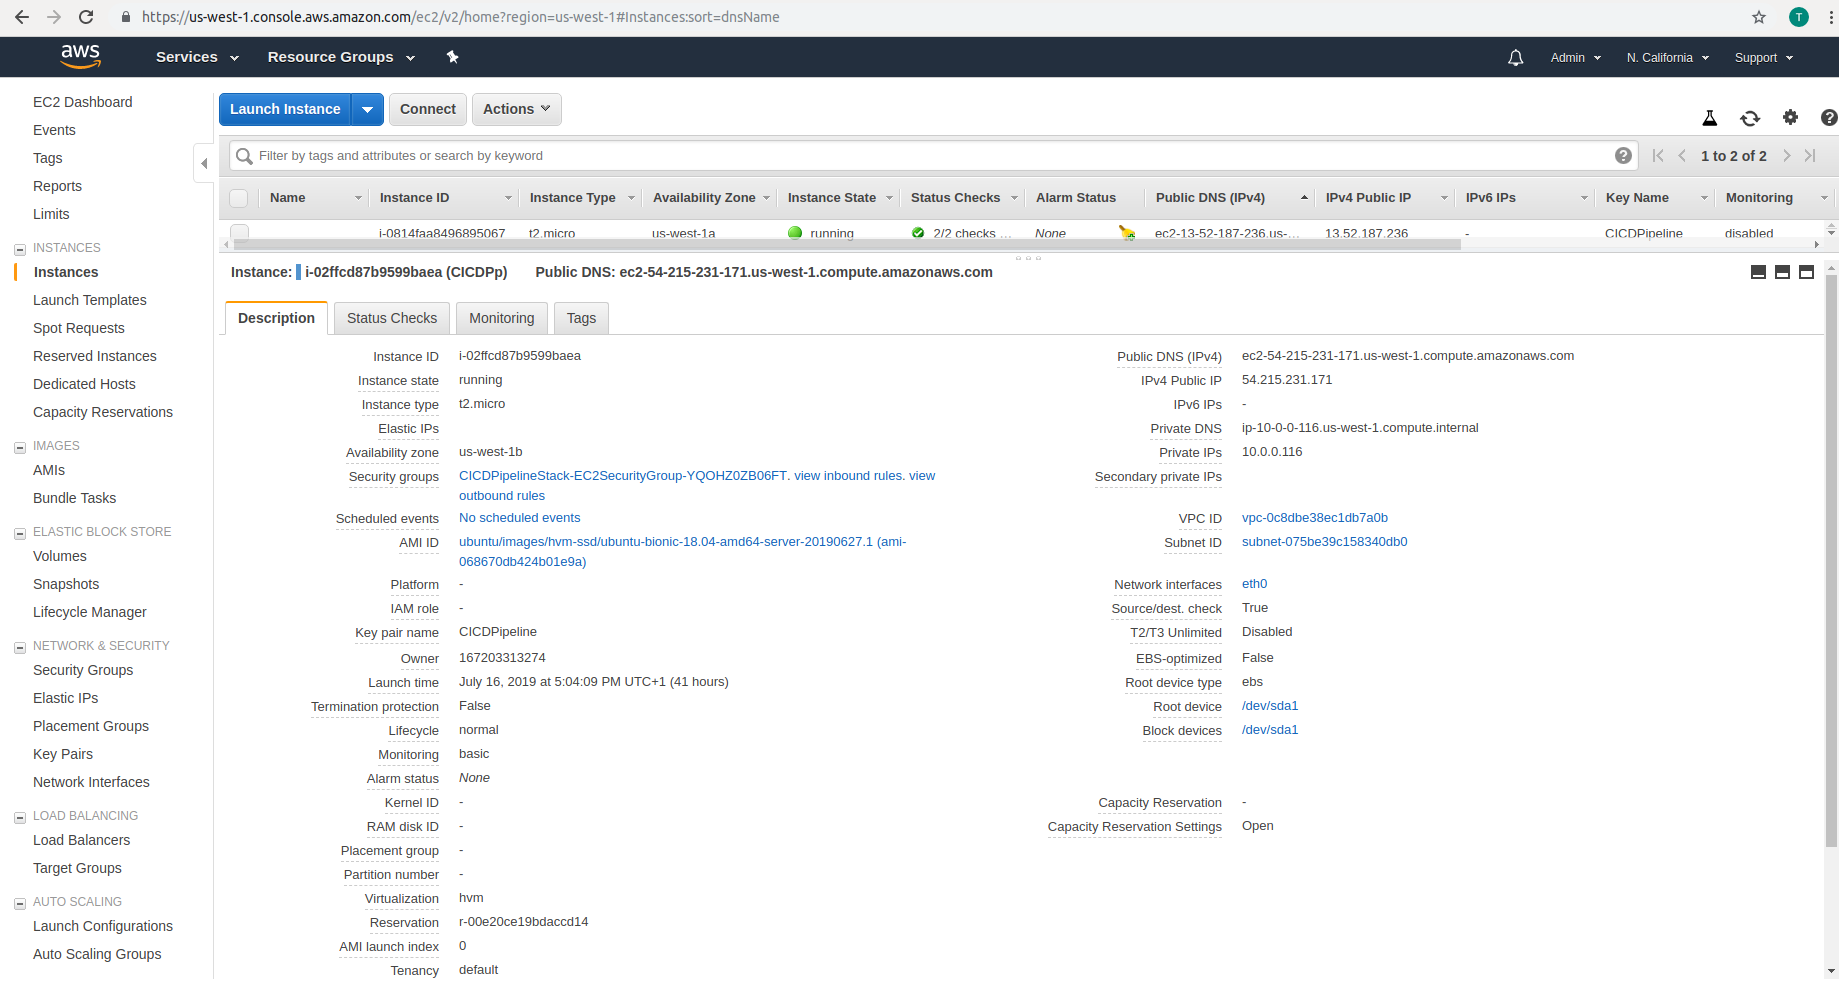 https://us-west-1.console.aws.amazon.com/ec2/v2/home?region=us-west-1#Instances:sort=dnsName
T
aws Services Resource Groups Admin N. California Support
EC2 Dashboard
Events
Tags
Reports
Limits
INSTANCES
Instances
Launch Templates
Spot Requests
Reserved Instances
Dedicated Hosts
Capacity Reservations
IMAGES
AMIs
Bundle Tasks
ELASTIC BLOCK STORE
Volumes
Snapshots
Lifecycle Manager
NETWORK & SECURITY
Security Groups
Elastic IPs
Placement Groups
Key Pairs
Network Interfaces
LOAD BALANCING
Load Balancers
Target Groups
AUTO SCALING
Launch Configurations
Auto Scaling Groups
Launch Instance Connect Actions
Filter by tags and attributes or search by keyword
1 to 2 of 2
Name Instance ID Instance Type Availability Zone Instance State Status Checks Alarm Status Public DNS (IPv4) IPv4 Public IP IPv6 IPs Key Name Monitoring
i-0814faa8496895067 t2.micro us-west-1a running 2/2 checks ... None ec2-13-52-187-236.us-... 13.52.187.236 - CICDPipeline disabled
Instance: i-02ffcd87b9599baea (CICDPp) Public DNS: ec2-54-215-231-171.us-west-1.compute.amazonaws.com
Description Status Checks Monitoring Tags
Instance ID i-02ffcd87b9599baea
Instance state running
Instance type t2.micro
Elastic IPs
Availability zone us-west-1b
Security groups CICDPipelineStack-EC2SecurityGroup-YQOHZ0ZB06FT. view inbound rules. view
outbound rules
Scheduled events No scheduled events
AMI ID ubuntu/images/hvm-ssd/ubuntu-bionic-18.04-amd64-server-20190627.1 (ami-
068670db424b01e9a)
Platform -
IAM role -
Key pair name CICDPipeline
Owner 167203313274
Launch time July 16, 2019 at 5:04:09 PM UTC+1 (41 hours)
Termination protection False
Lifecycle normal
Monitoring basic
Alarm status None
Kernel ID -
RAM disk ID -
Placement group -
Partition number -
Virtualization hvm
Reservation r-00e20ce19bdaccd14
AMI launch index 0
Tenancy default
Public DNS (IPv4) ec2-54-215-231-171.us-west-1.compute.amazonaws.com
IPv4 Public IP 54.215.231.171
IPv6 IPs -
Private DNS ip-10-0-0-116.us-west-1.compute.internal
Private IPs 10.0.0.116
Secondary private IPs
VPC ID vpc-0c8dbe38ec1db7a0b
Subnet ID subnet-075be39c158340db0
Network interfaces eth0
Source/dest. check True
T2/T3 Unlimited Disabled
EBS-optimized False
Root device type ebs
Root device /dev/sda1
Block devices /dev/sda1
Capacity Reservation -
Capacity Reservation Settings Open